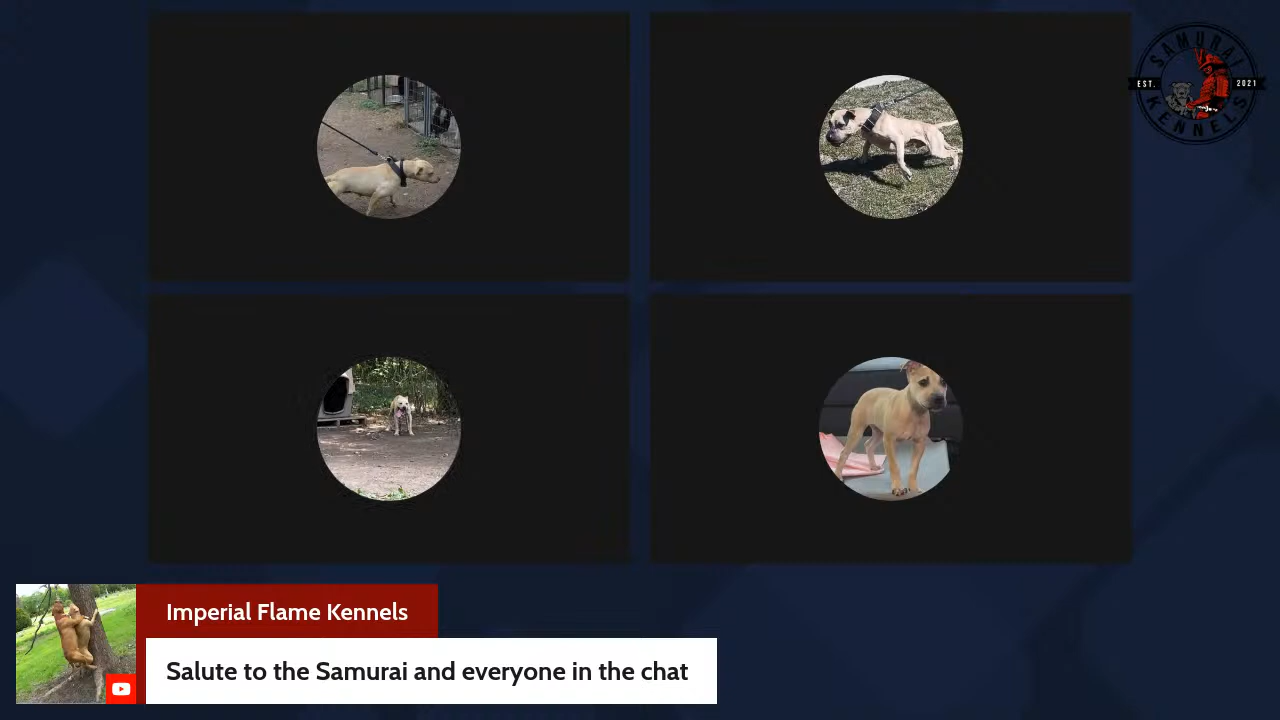 SAMURAI
EST. 2021
KENNELS
Imperial Flame Kennels
Salute to the Samurai and everyone in the chat